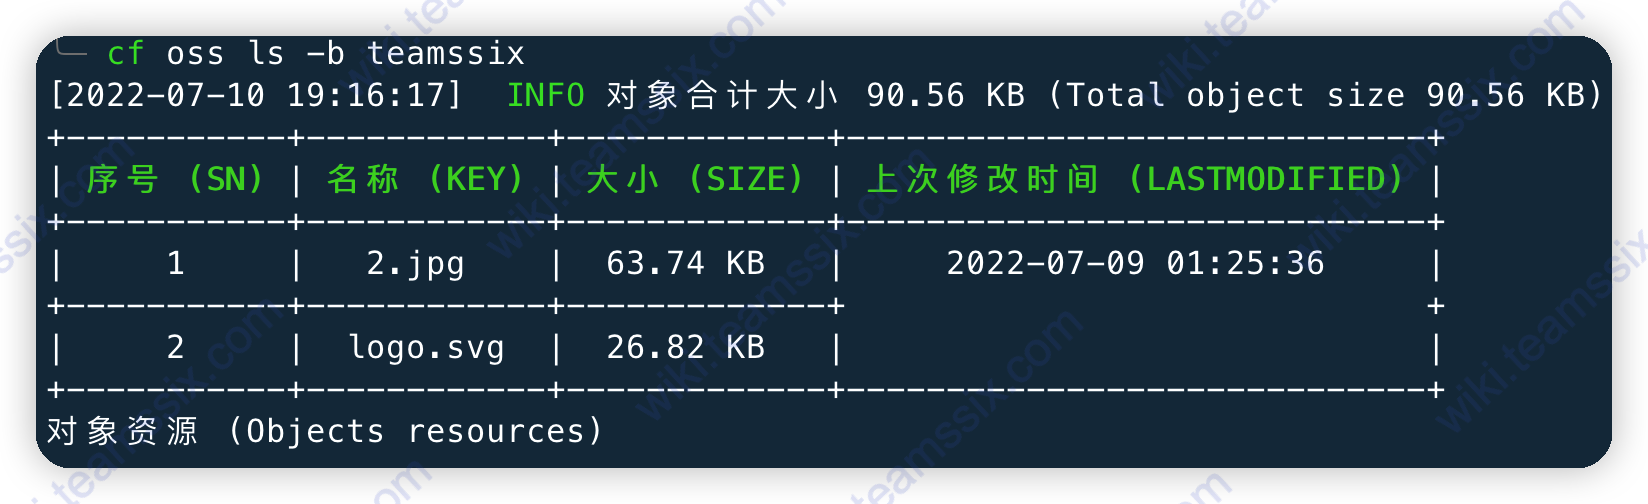 cf oss ls -b teamssix
[2022-07-10 19:16:17]  INFO 对象合计大小 90.56 KB (Total object size 90.56 KB)
+-----------+------------+-------------+-----------------------------+
| 序号 (SN) | 名称 (KEY) | 大小 (SIZE) | 上次修改时间 (LASTMODIFIED) |
+-----------+------------+-------------+-----------------------------+
|     1     |   2.jpg    |  63.74 KB   |     2022-07-09 01:25:36     |
+-----------+------------+-------------+                             +
|     2     |  logo.svg  |  26.82 KB   |                             |
+-----------+------------+-------------+-----------------------------+
对象资源 (Objects resources)
wiki.teamssix.com